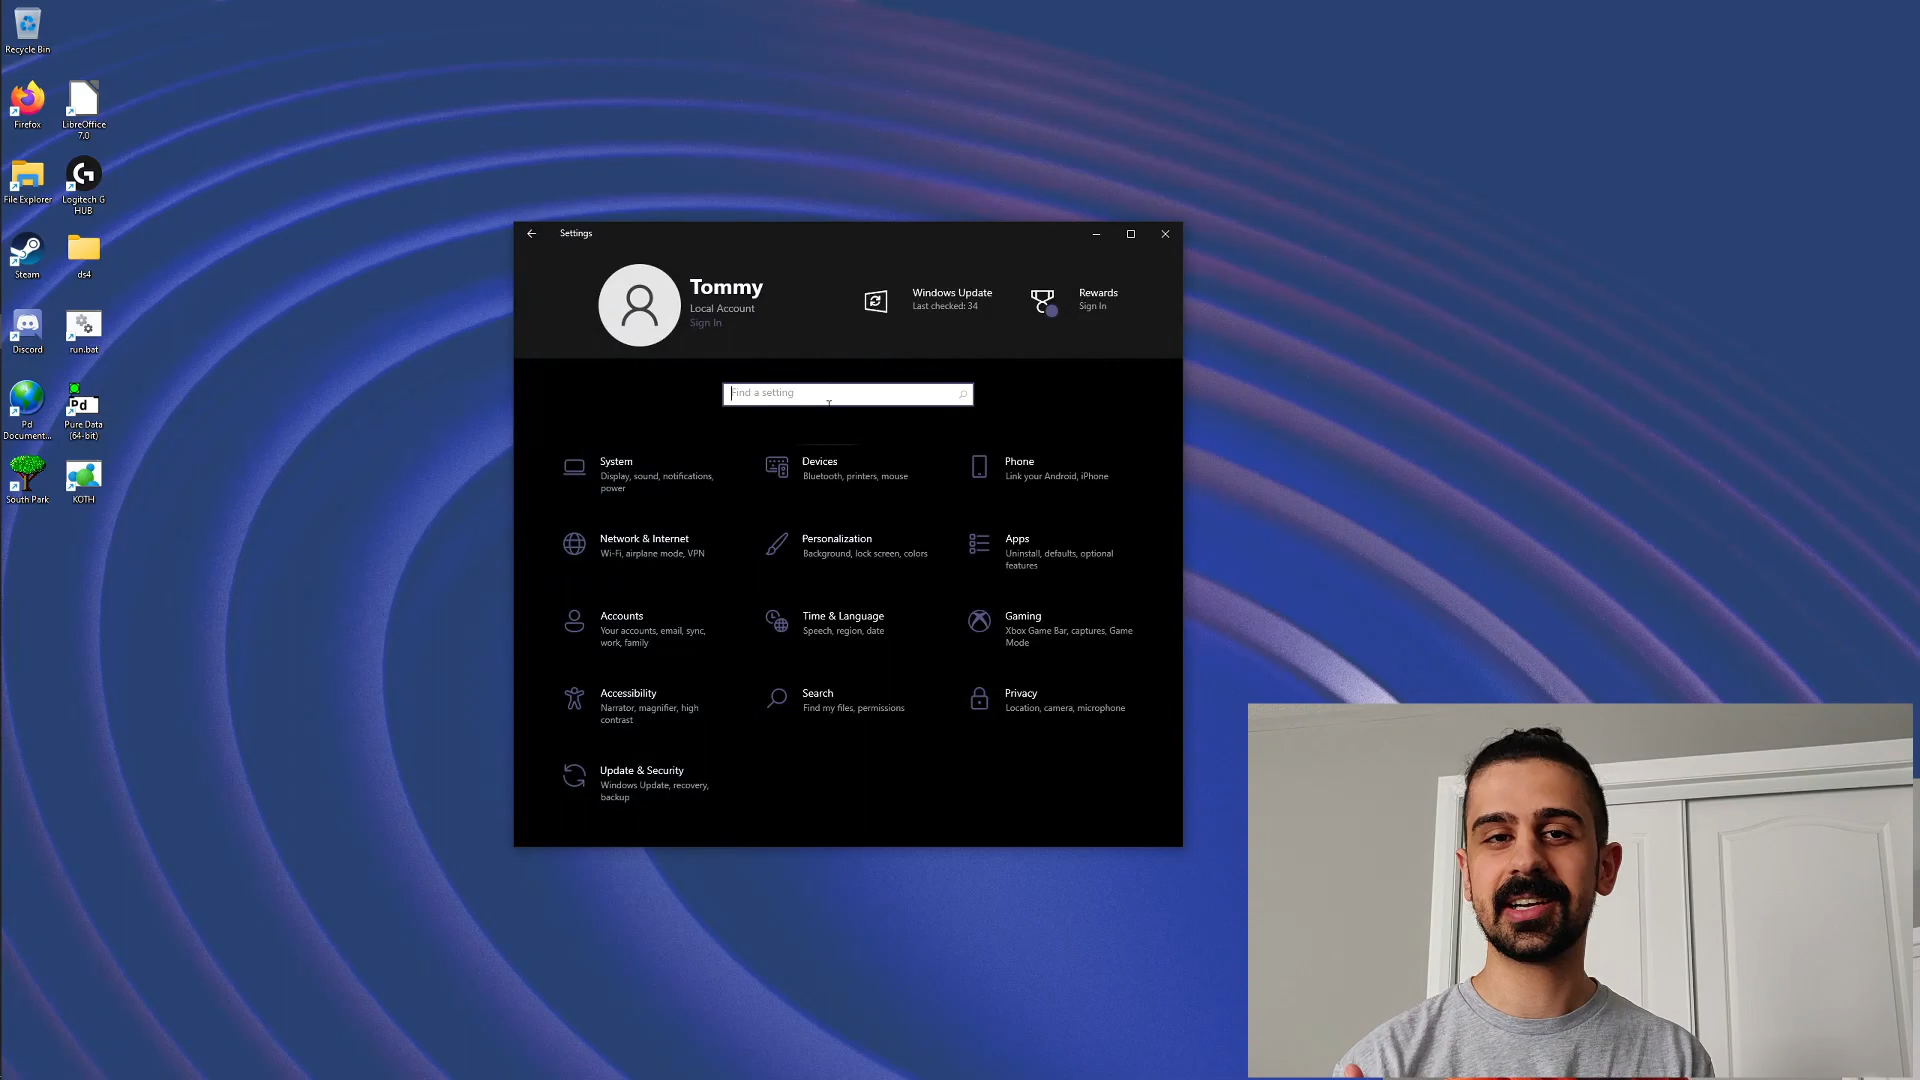 Recycle Bin
Firefox
LibreOffice
7.0
File Explorer
Logitech G
HUB
Steam
ds4
Discord
run.bat
Pd
Document...
Pd
Pure Data
(64-bit)
South Park
KOTH
Settings
Tommy
Local Account
Sign In
Windows Update
Last checked: 34
Rewards
Sign In
Find a setting
System
Display, sound, notifications,
power
Devices
Bluetooth, printers, mouse
Phone
Link your Android, iPhone
Network & Internet
Wi-Fi, airplane mode, VPN
Personalization
Background, lock screen, colors
Apps
Uninstall, defaults, optional
features
Accounts
Your accounts, email, sync,
work, family
Time & Language
Speech, region, date
Gaming
Xbox Game Bar, captures, Game
Mode
Accessibility
Narrator, magnifier, high
contrast
Search
Find my files, permissions
Privacy
Location, camera, microphone
Update & Security
Windows Update, recovery,
backup